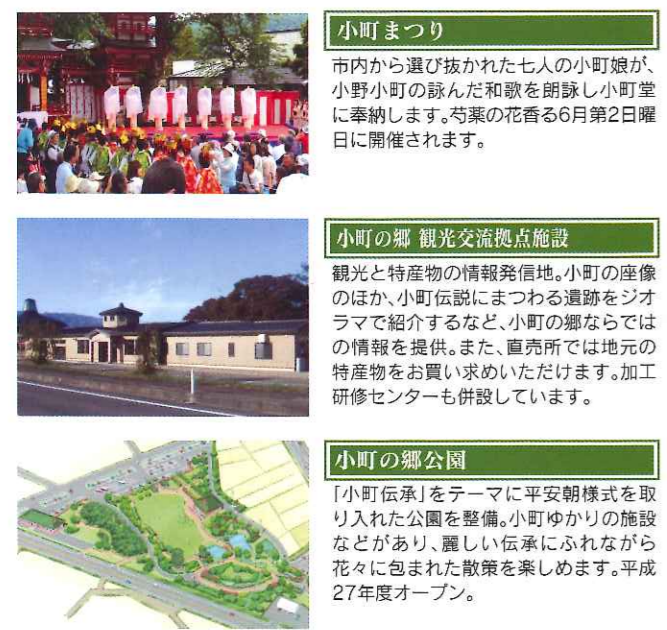 小町まつり
市内から選び抜かれた七人の小町娘が、
小野小町の詠んだ和歌を朗詠し小町堂
に奉納します。芍薬の花香る6月第2日曜
日に開催されます。
小町の郷 観光交流拠点施設
観光と特産物の情報発信地。小町の座像
のほか、小町伝説にまつわる遺跡をジオ
ラマで紹介するなど、小町の郷ならでは
の情報を提供。また、直売所では地元の
特産物をお買い求めいただけます。加工
研修センターも併設しています。
小町の郷公園
「小町伝承」をテーマに平安朝様式を取
り入れた公園を整備。小町ゆかりの施設
などがあり、麗しい伝承にふれながら
花々に包まれた散策を楽しめます。平成
27年度オープン。